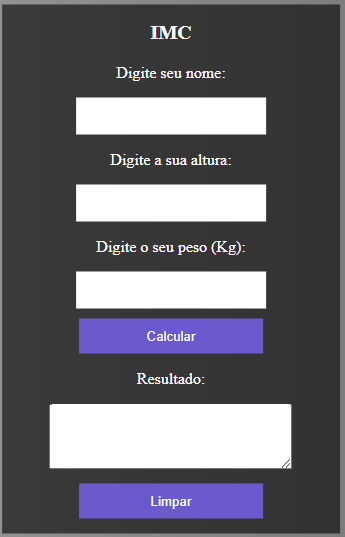 IMC
Digite seu nome:
Digite a sua altura:
Digite o seu peso (Kg):
Calcular
Resultado:
Limpar